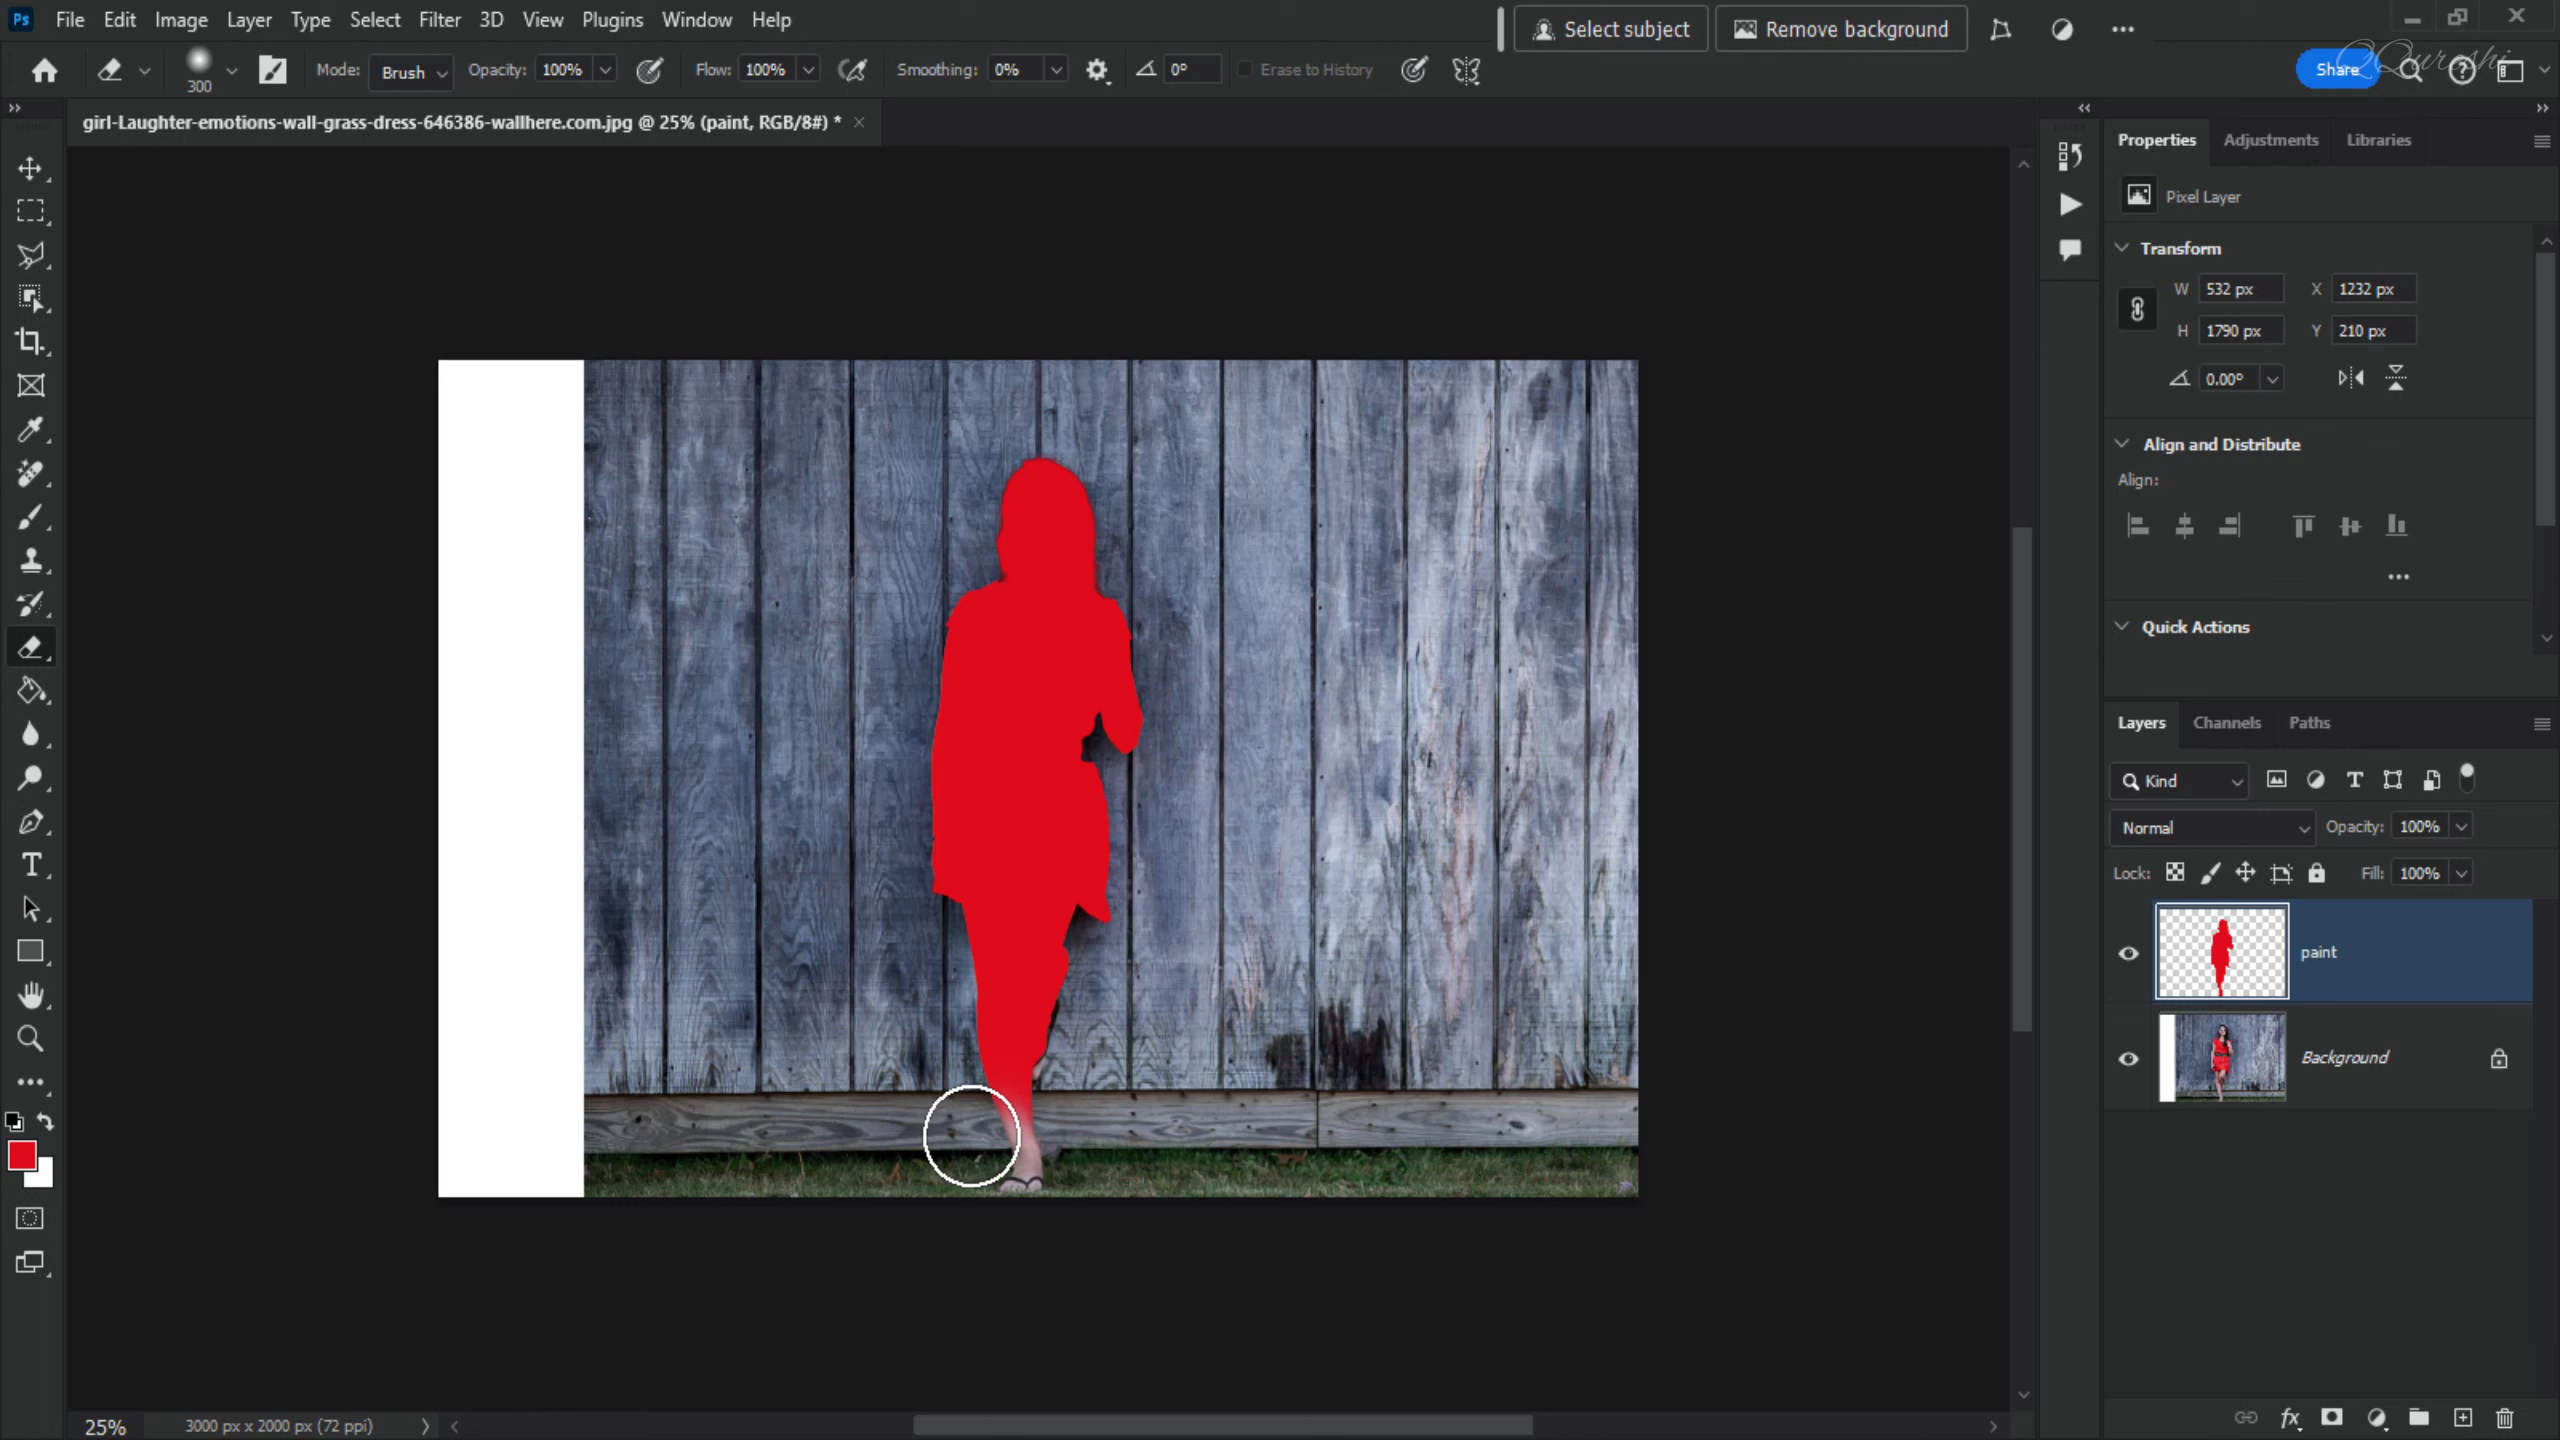 Ps File Edit Image Layer Type Select Filter 3D View Plugins Window Help Select subject Remove background
300 Mode: Brush Opacity: 100% Flow: 100% Smoothing: 0% 0° Erase to History Share QQureshi
girl-Laughter-emotions-wall-grass-dress-646386-wallhere.com.jpg @ 25% (paint, RGB/8#) *
Properties Adjustments Libraries
Pixel Layer
Transform
W 532 px X 1232 px
H 1790 px Y 210 px
0.00°
Align and Distribute
Align:
Quick Actions
Layers Channels Paths
Kind
Normal Opacity: 100%
Lock: Fill: 100%
paint
Background
25% 3000 px x 2000 px (72 ppi)